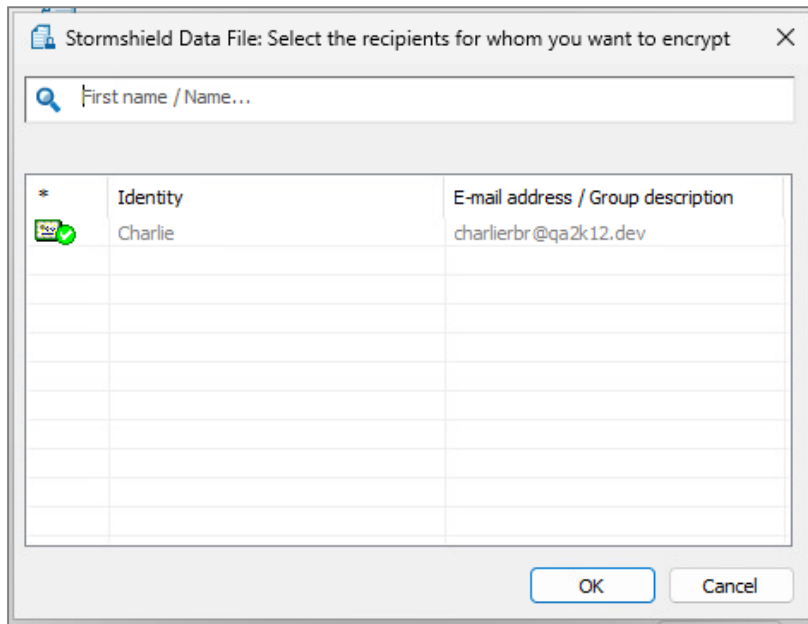 Stormshield Data File: Select the recipients for whom you want to encrypt
First name / Name...
* Identity E-mail address / Group description
Charlie charlierbr@qa2k12.dev
OK Cancel